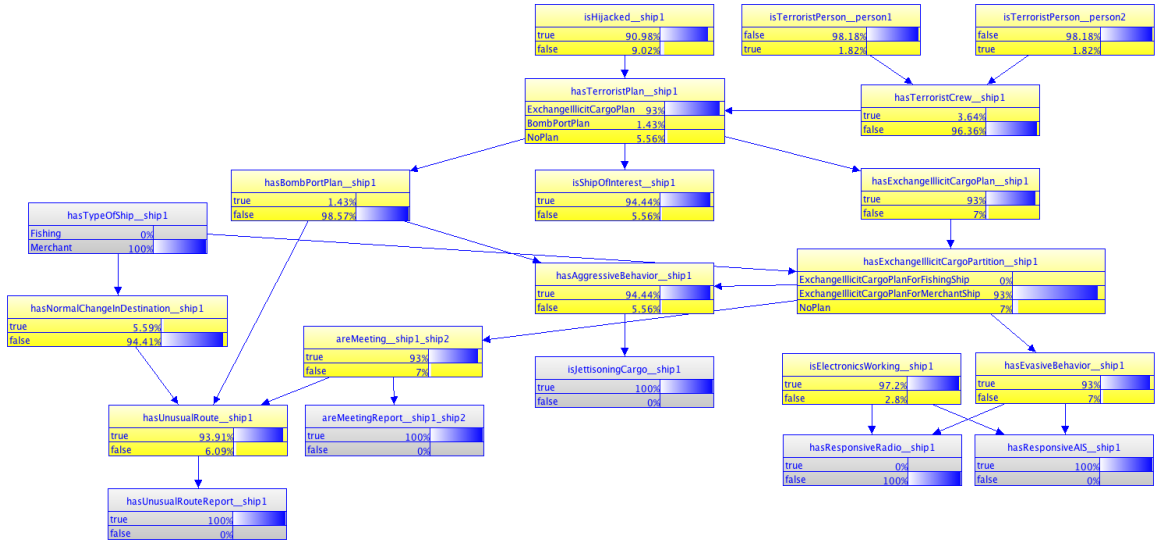 isHijacked__ship1
true 90.98%
false 9.02%
isTerroristPerson__person1
false 98.18%
true 1.82%
isTerroristPerson__person2
false 98.18%
true 1.82%
hasTerroristPlan__ship1
ExchangeIllicitCargoPlan 93%
BombPortPlan 1.43%
NoPlan 5.56%
hasTerroristCrew__ship1
true 3.64%
false 96.36%
hasBombPortPlan__ship1
true 1.43%
false 98.57%
isShipOfInterest__ship1
true 94.44%
false 5.56%
hasExchangeIllicitCargoPlan__ship1
true 93%
false 7%
hasTypeOfShip__ship1
Fishing 0%
Merchant 100%
hasExchangeIllicitCargoPartition__ship1
ExchangeIllicitCargoPlanForFishingShip 0%
ExchangeIllicitCargoPlanForMerchantShip 93%
NoPlan 7%
hasAggressiveBehavior__ship1
true 94.44%
false 5.56%
hasNormalChangeInDestination__ship1
true 5.59%
false 94.41%
areMeeting__ship1_ship2
true 93%
false 7%
isJettisoningCargo__ship1
true 100%
false 0%
isElectronicsWorking__ship1
true 97.2%
false 2.8%
hasEvasiveBehavior__ship1
true 93%
false 7%
hasUnusualRoute__ship1
true 93.91%
false 6.09%
areMeetingReport__ship1_ship2
true 100%
false 0%
hasResponsiveRadio__ship1
true 0%
false 100%
hasResponsiveAIS__ship1
true 100%
false 0%
hasUnusualRouteReport__ship1
true 100%
false 0%